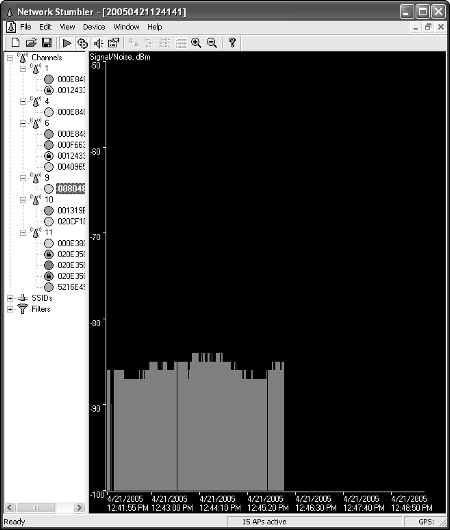 Network Stumbler - [20050421124141]
File Edit View Device Window Help
Channels
1
000E84
0012433
4
000E84
6
000E84
000F663
0012433
0040965
9
008048
10
001319
020CF1
11
000E38
020E35
020E35
020E35
5216E4
SSIDs
Filters
Signal/Noise, dBm
-50
-60
-70
-80
-90
-100
4/21/2005 4/21/2005 4/21/2005 4/21/2005 4/21/2005 4/21/2005 4/21/2005
12:41:55 PM 12:43:00 PM 12:44:10 PM 12:45:20 PM 12:46:30 PM 12:47:40 PM 12:48:50 PM
Ready 15 APs active GPS: